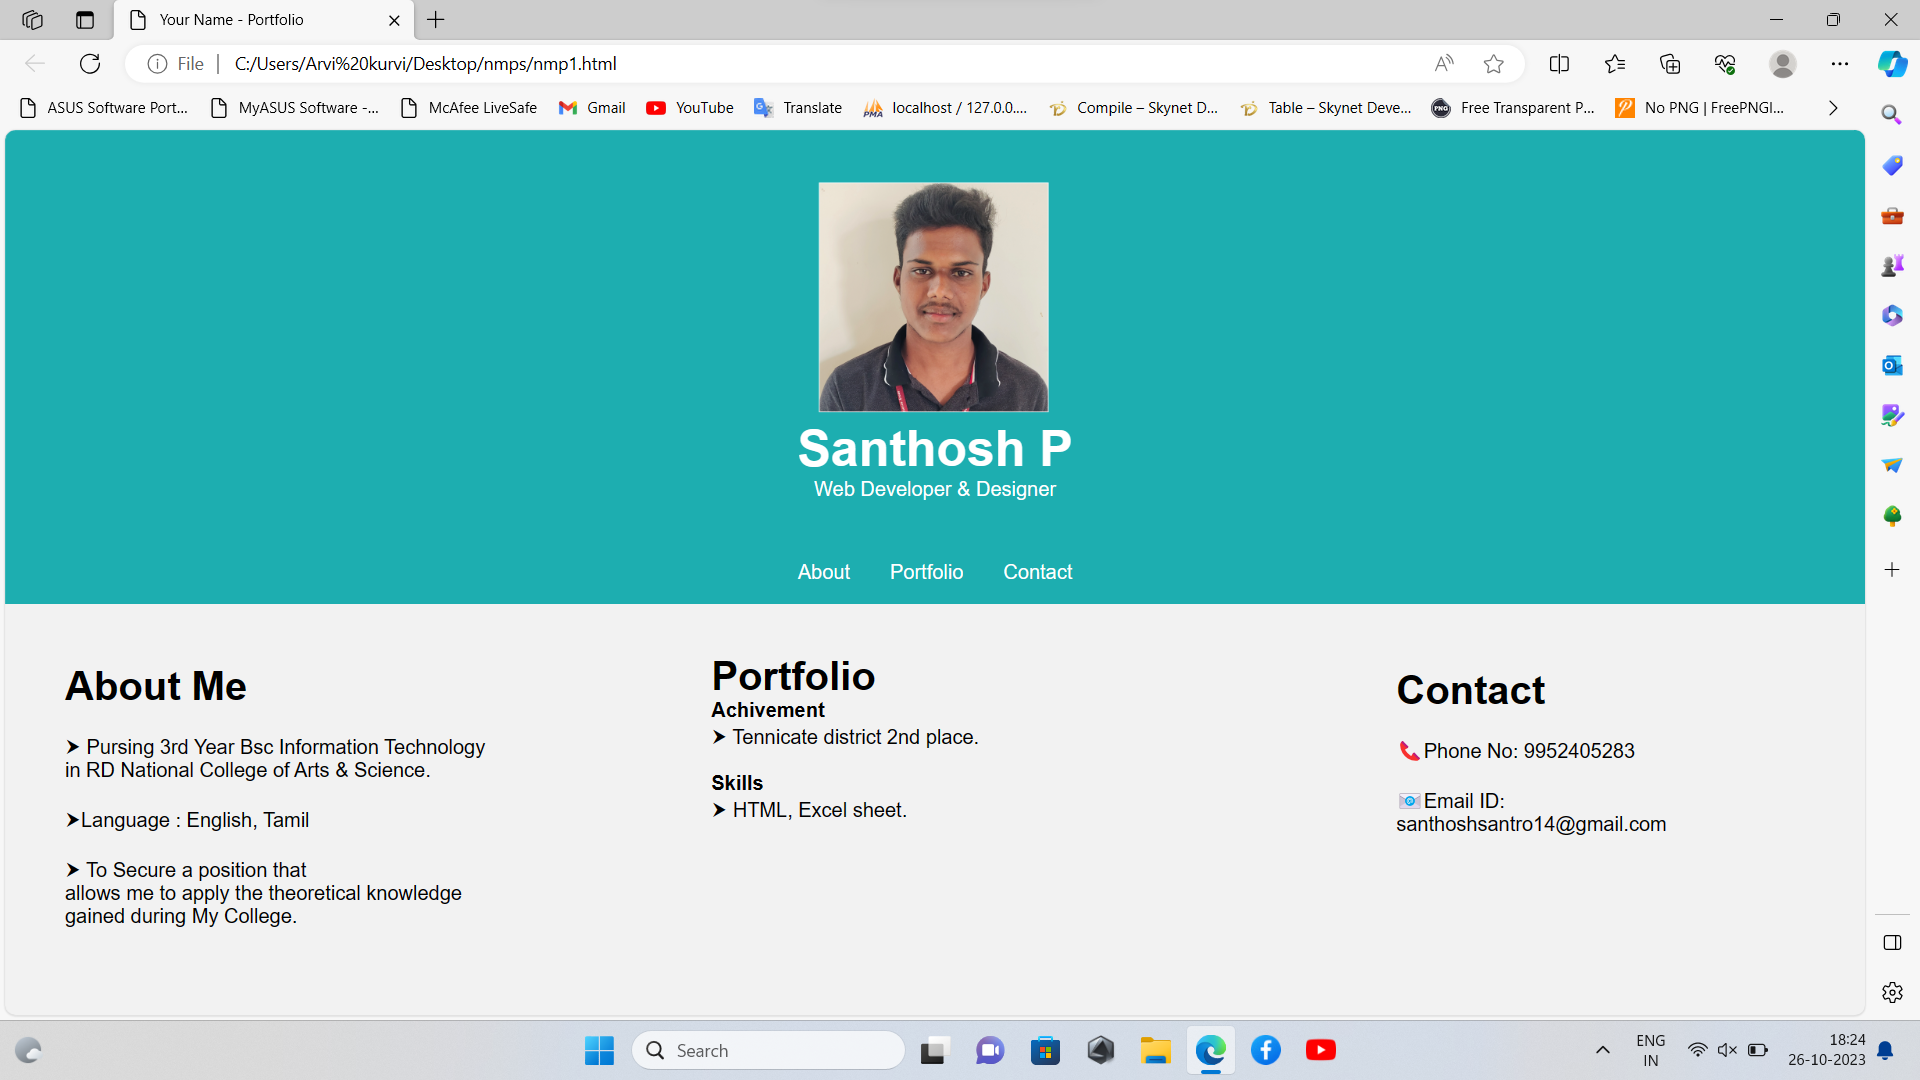 Your Name - Portfolio
File
C:/Users/Arvi%20kurvi/Desktop/nmps/nmp1.html
ASUS Software Port...
MyASUS Software -...
McAfee LiveSafe
Gmail
YouTube
Translate
localhost / 127.0.0....
Compile – Skynet D...
Table – Skynet Deve...
Free Transparent P...
No PNG | FreePNGI...
Santhosh P
Web Developer & Designer
About
Portfolio
Contact
About Me
➤ Pursing 3rd Year Bsc Information Technology
in RD National College of Arts & Science.
➤Language : English, Tamil
➤ To Secure a position that
allows me to apply the theoretical knowledge
gained during My College.
Portfolio
Achivement
➤ Tennicate district 2nd place.
Skills
➤ HTML, Excel sheet.
Contact
📞Phone No: 9952405283
📧Email ID:
santhoshsantro14@gmail.com
Search
ENG
IN
18:24
26-10-2023